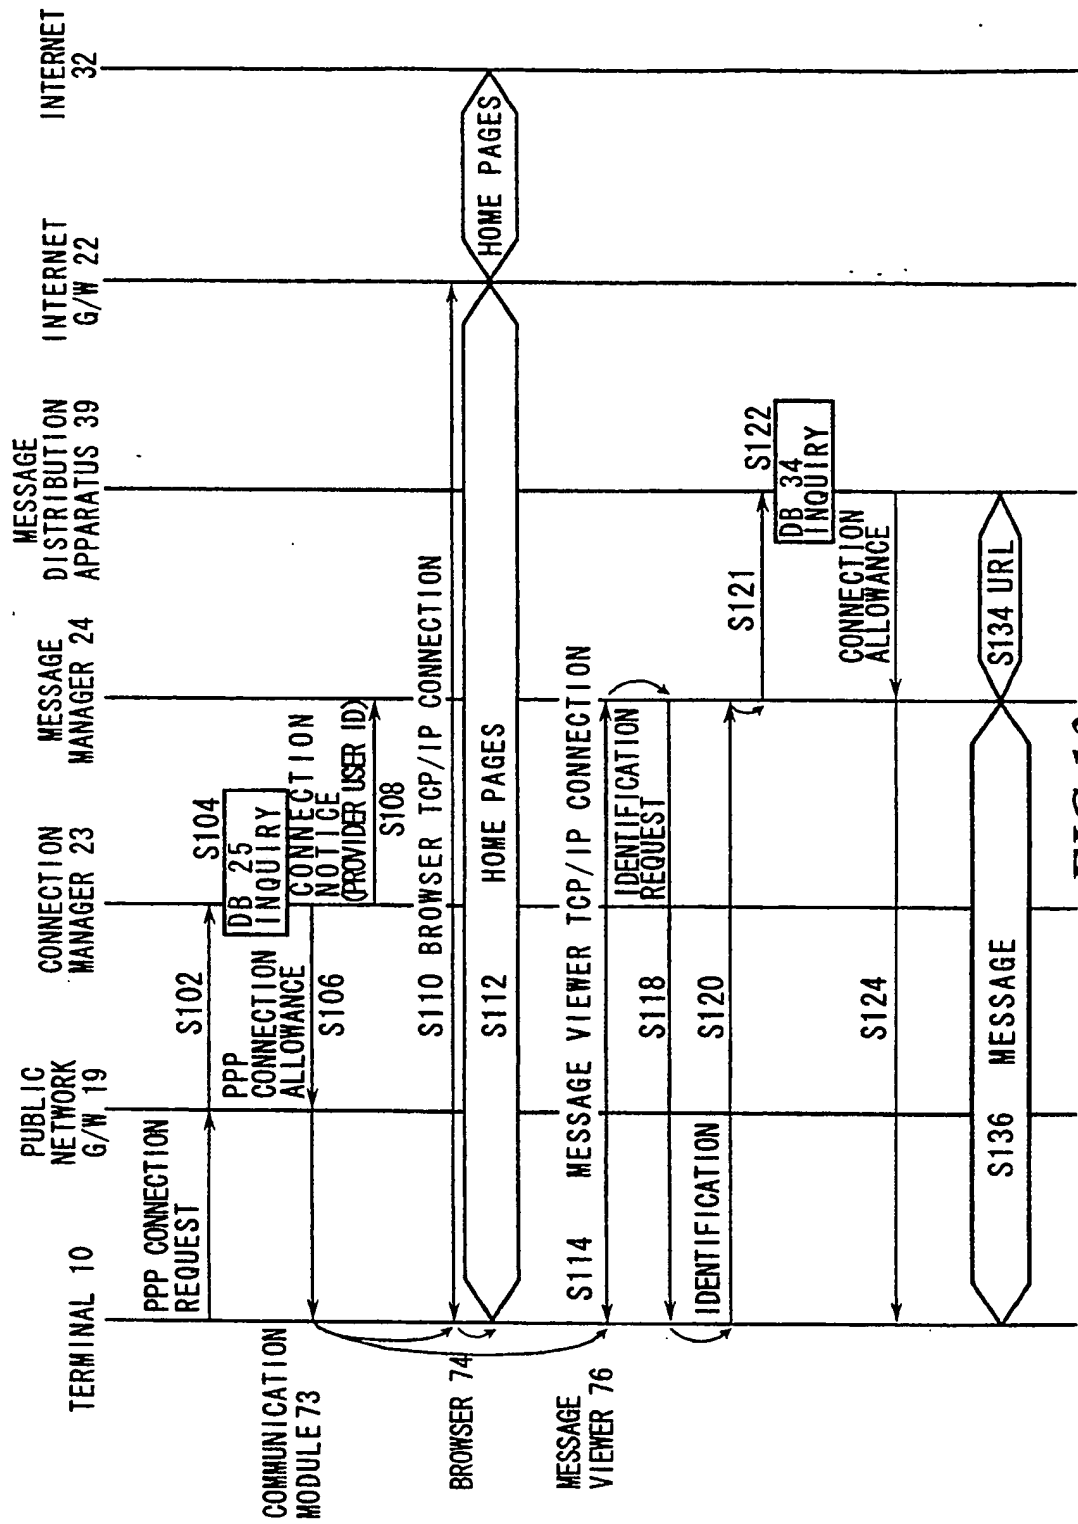 TERMINAL 10
PUBLIC
NETWORK
G/W 19
CONNECTION
MANAGER 23
MESSAGE
MANAGER 24
MESSAGE
DISTRIBUTION
APPARATUS 39
INTERNET
G/W 22
INTERNET
32
PPP CONNECTION
REQUEST
S102
S104
DB 25
INQUIRY
COMMUNICATION
MODULE 73
PPP
CONNECTION
ALLOWANCE
S106
CONNECTION
NOTICE
(PROVIDER USER ID)
S108
S110 BROWSER TCP/IP CONNECTION
BROWSER 74
S112
HOME PAGES
HOME PAGES
MESSAGE
VIEWER 76
S114
MESSAGE VIEWER TCP/IP CONNECTION
IDENTIFICATION
REQUEST
S118
IDENTIFICATION
S120
S121
S122
DB 34
INQUIRY
CONNECTION
ALLOWANCE
S124
S134 URL
S136
MESSAGE